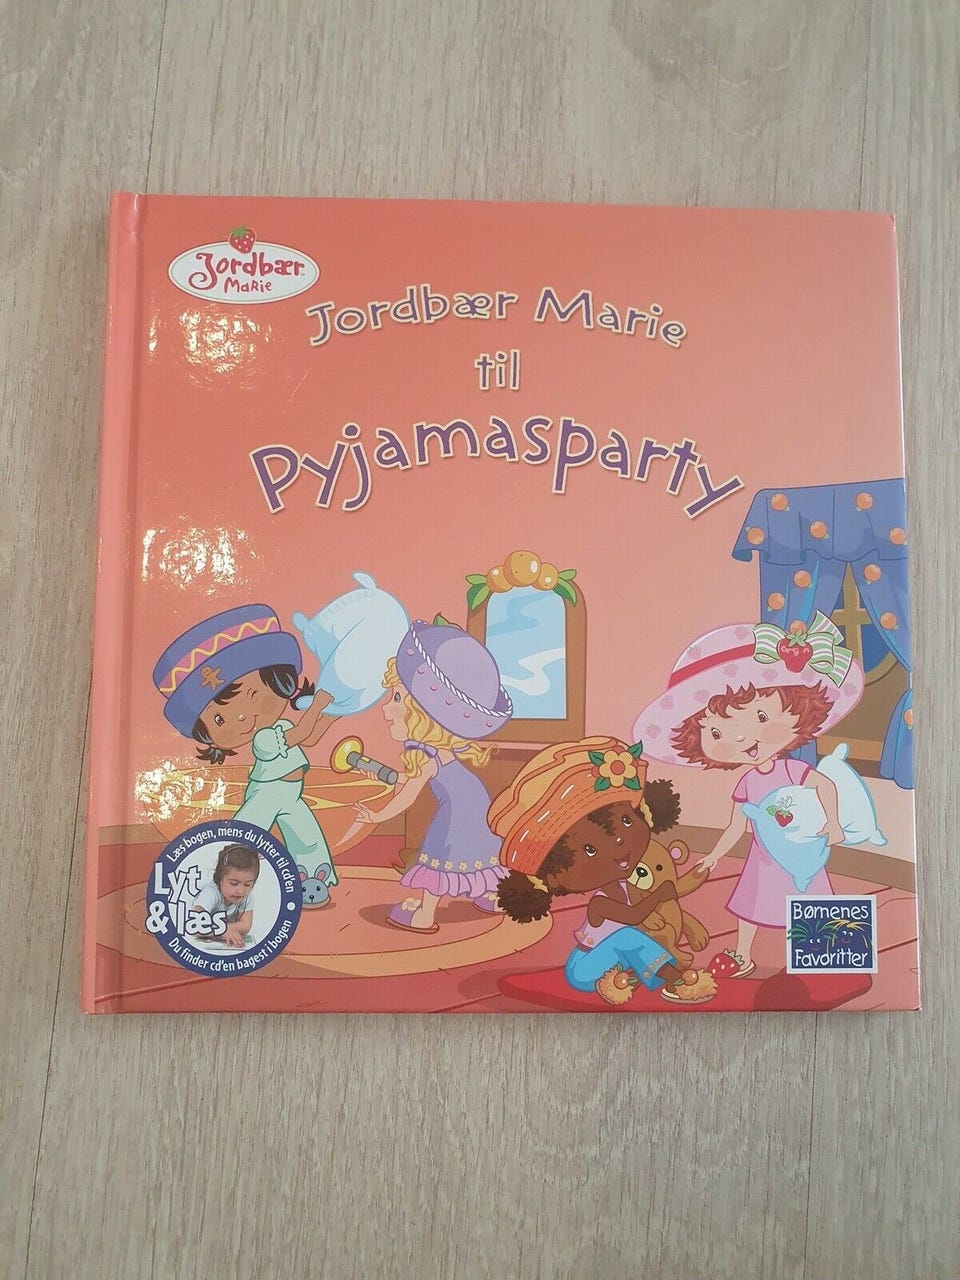 Jordbær™
Marie
Jordbær Marie
til
Pyjamasparty
Læs bogen, mens du lytter til cd'en
Lyt
& læs
Du finder cd'en bagest i bogen
Børnenes
Favoritter